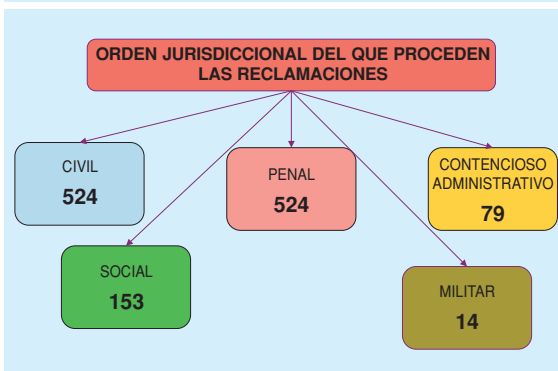 ORDEN JURISDICCIONAL DEL QUE PROCEDEN
LAS RECLAMACIONES
CIVIL
524
PENAL
524
CONTENCIOSO
ADMINISTRATIVO
79
SOCIAL
153
MILITAR
14